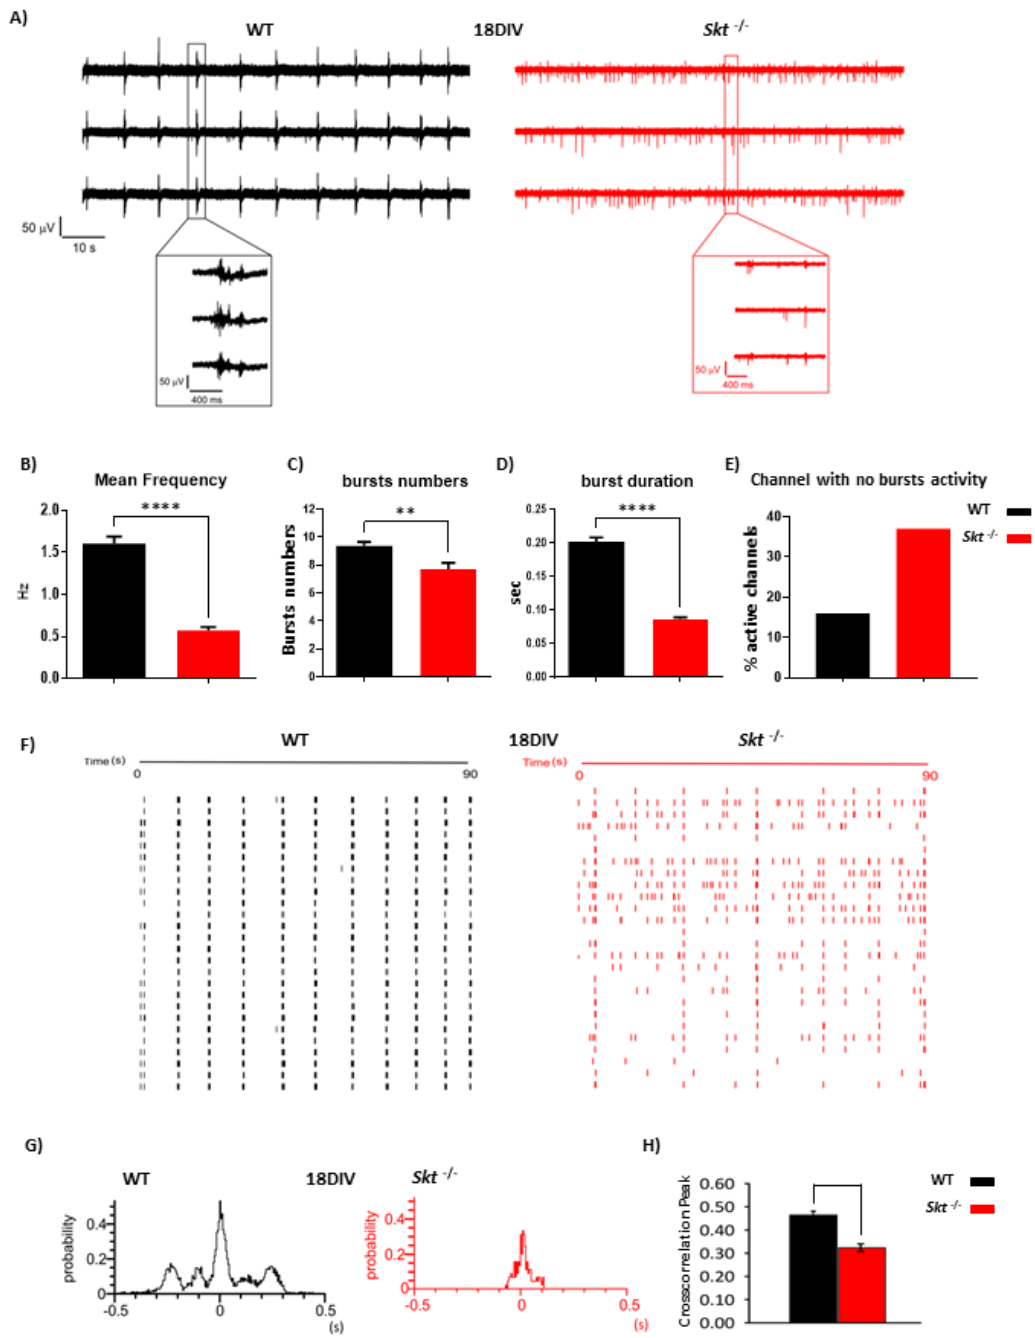 A)
WT 18DIV Skt -/-
50 µV
10 s
50 µV
400 ms
50 µV
400 ms
B) C) D) E)
Mean Frequency bursts numbers burst duration Channel with no bursts activity
WT
Skt -/-
****
**
****
2.0
1.5
1.0
0.5
0.0
Hz
12
10
8
6
4
2
0
Bursts numbers
0.25
0.20
0.15
0.10
0.05
0.00
sec
40
30
20
10
0
% active channels
F)
WT 18DIV Skt -/-
Time (s) Time (s)
0 90 0 90
G) H)
WT 18DIV Skt -/-
WT
Skt -/-
probability
0.4
0.2
0
-0.5 0 0.5
(s)
probability
0.4
0.2
0
-0.5 0 0.5
(s)
Crosscorrelation Peak
0.60
0.50
0.40
0.30
0.20
0.10
0.00